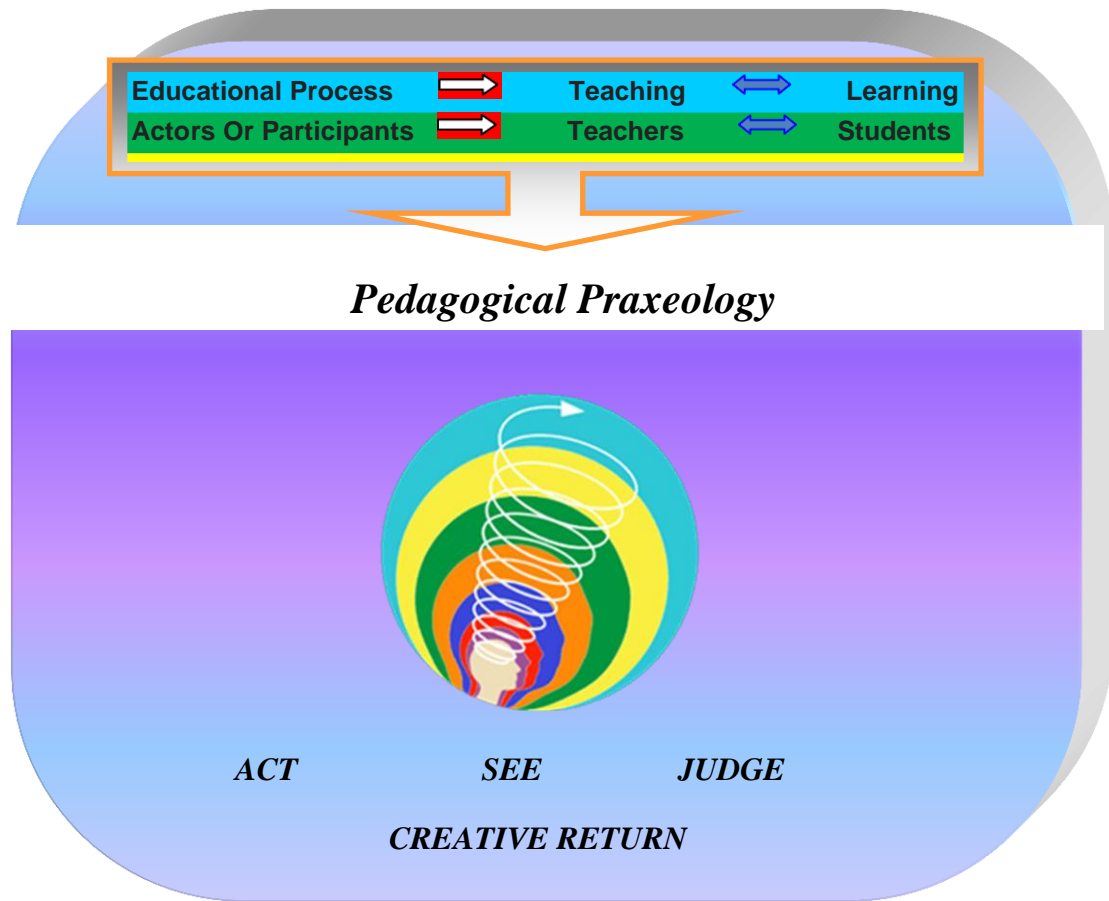 Educational Process Teaching Learning
Actors Or Participants Teachers Students
Pedagogical Praxeology
ACT SEE JUDGE
CREATIVE RETURN